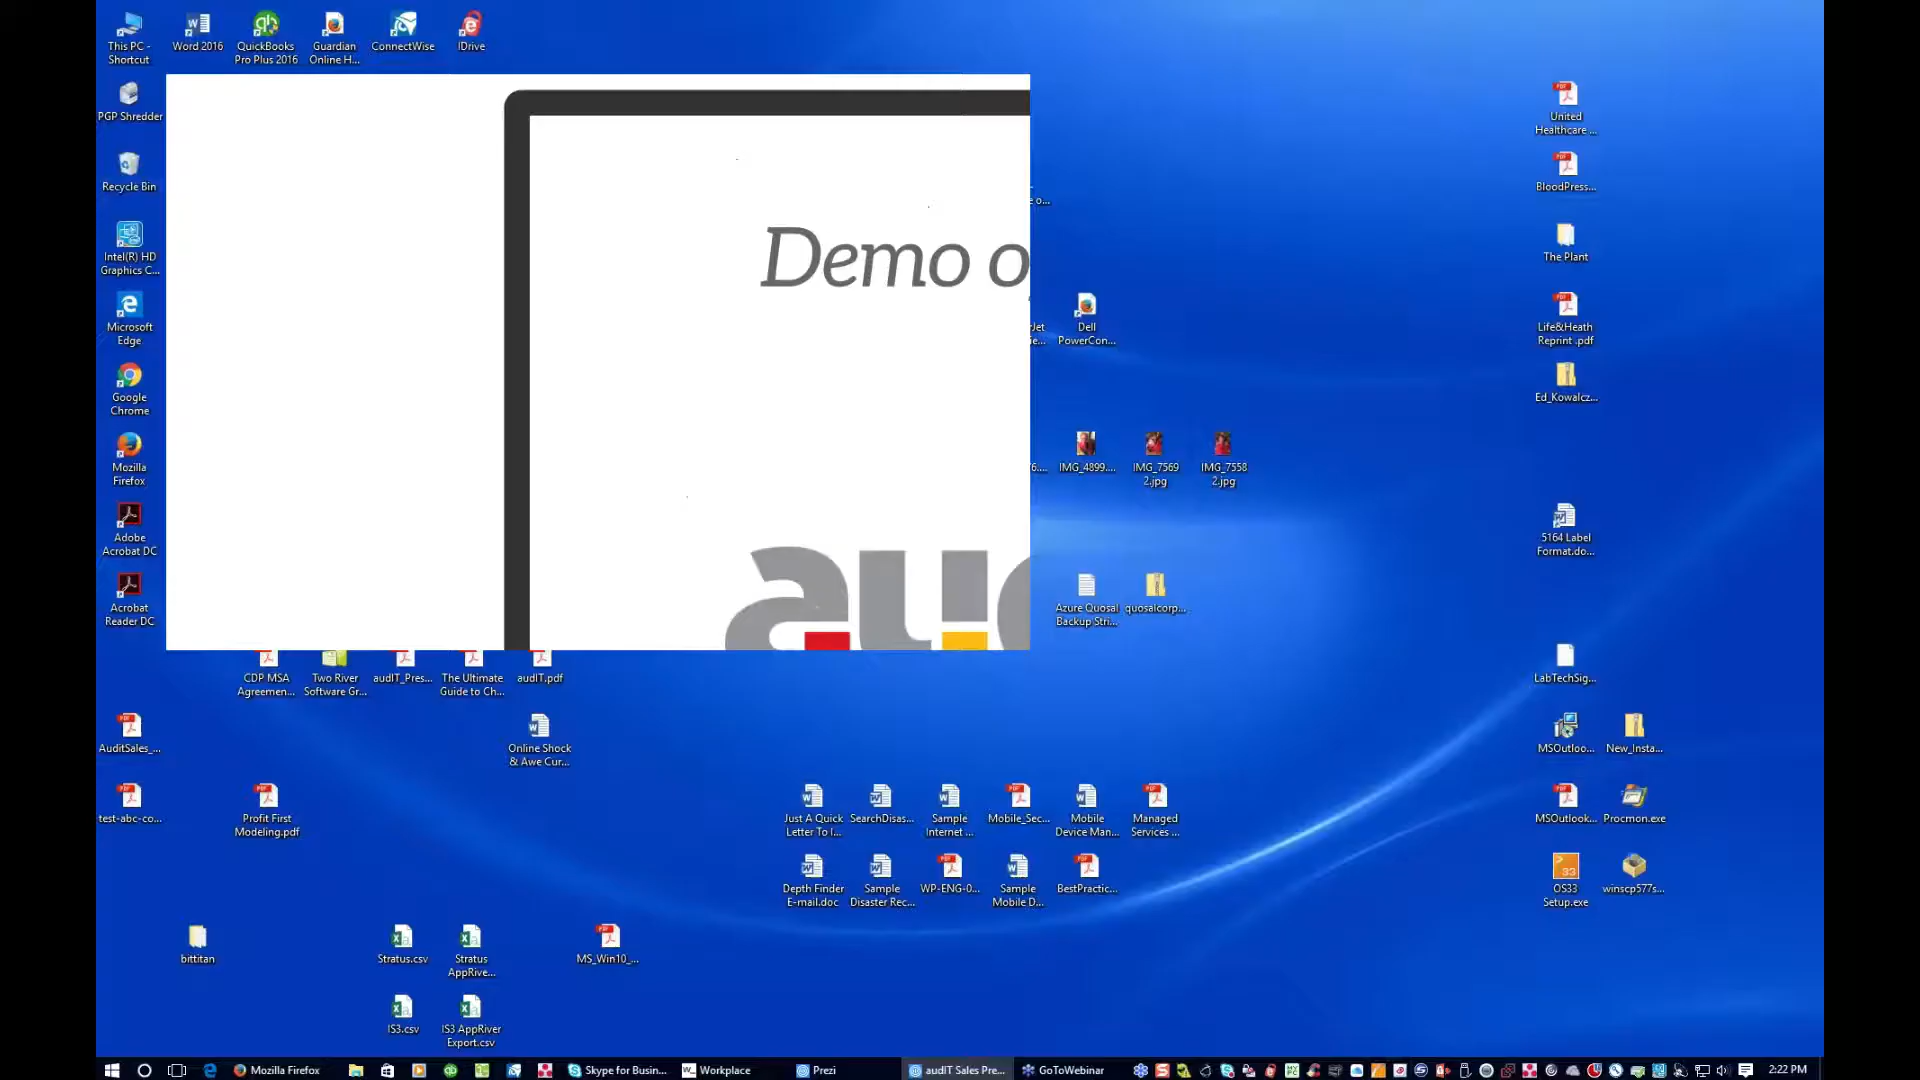 This PC -
Shortcut
Word 2016
QuickBooks
Pro Plus 2016
Guardian
Online H...
ConnectWise
IDrive
PGP Shredder
Recycle Bin
Intel(R) HD
Graphics C...
Microsoft
Edge
Google
Chrome
Mozilla
Firefox
Adobe
Acrobat DC
Acrobat
Reader DC
Demo o
e o...
Dell
PowerCon...
IMG_4899....
IMG_7569
2.jpg
IMG_7558
2.jpg
Azure Quosal
Backup Stri...
quosalcorp...
United
Healthcare ...
BloodPress...
The Plant
Life&Heath
Reprint .pdf
Ed_Kowalcz...
5164 Label
Format.do...
LabTechSig...
MSOutloo...
New_Insta...
MSOutlook...
Procmon.exe
OS33
Setup.exe
winscp577s...
CDP MSA
Agreemen...
Two River
Software Gr...
audIT_Pres...
The Ultimate
Guide to Ch...
audIT.pdf
AuditSales_...
Online Shock
& Awe Cur...
test-abc-co...
Profit First
Modeling.pdf
Just A Quick
Letter To I...
SearchDisas...
Sample
Internet ...
Mobile_Sec...
Mobile
Device Man...
Managed
Services ...
Depth Finder
E-mail.doc
Sample
Disaster Rec...
WP-ENG-0...
Sample
Mobile D...
BestPractic...
bittitan
Stratus.csv
Stratus
AppRive...
MS_Win10_...
IS3.csv
IS3 AppRiver
Export.csv
Mozilla Firefox
Skype for Busin...
Workplace
Prezi
audIT Sales Pre...
GoToWebinar
2:22 PM